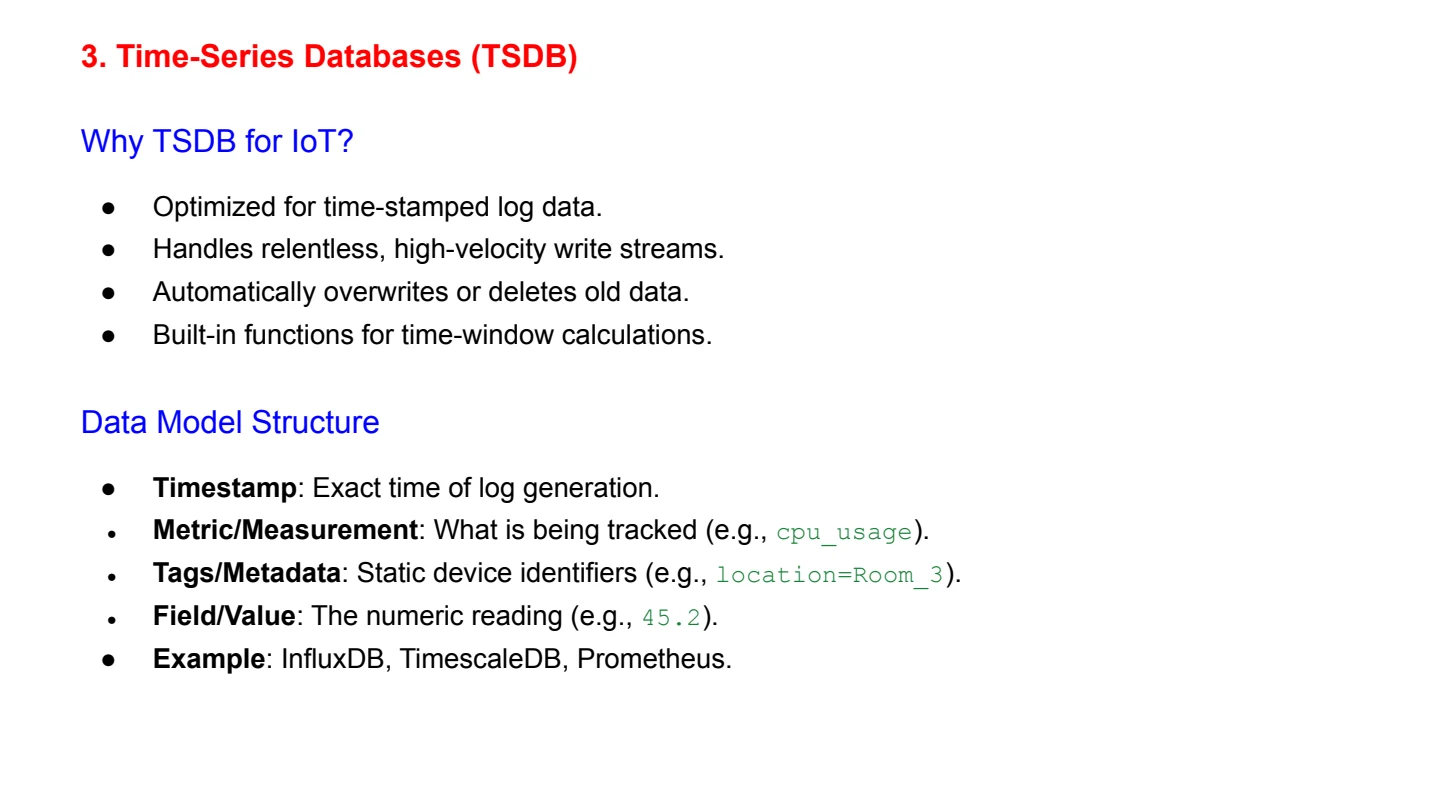 3. Time-Series Databases (TSDB)
Why TSDB for IoT?
● Optimized for time-stamped log data.
● Handles relentless, high-velocity write streams.
● Automatically overwrites or deletes old data.
● Built-in functions for time-window calculations.
Data Model Structure
● Timestamp: Exact time of log generation.
● Metric/Measurement: What is being tracked (e.g., cpu_usage).
● Tags/Metadata: Static device identifiers (e.g., location=Room_3).
● Field/Value: The numeric reading (e.g., 45.2).
● Example: InfluxDB, TimescaleDB, Prometheus.